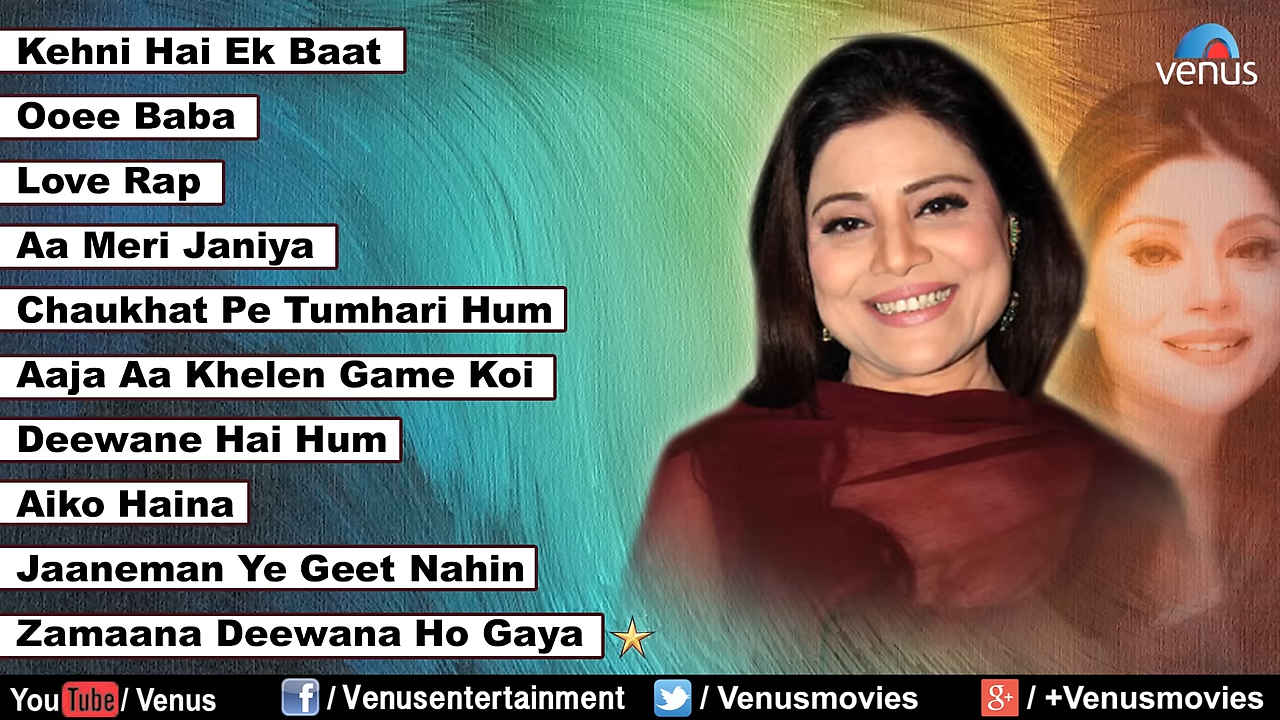 venus
Kehni Hai Ek Baat
Ooee Baba
Love Rap
Aa Meri Janiya
Chaukhat Pe Tumhari Hum
Aaja Aa Khelen Game Koi
Deewane Hai Hum
Aiko Haina
Jaaneman Ye Geet Nahin
Zamaana Deewana Ho Gaya
YouTube / Venus f / Venusentertainment / Venusmovies g+ / +Venusmovies